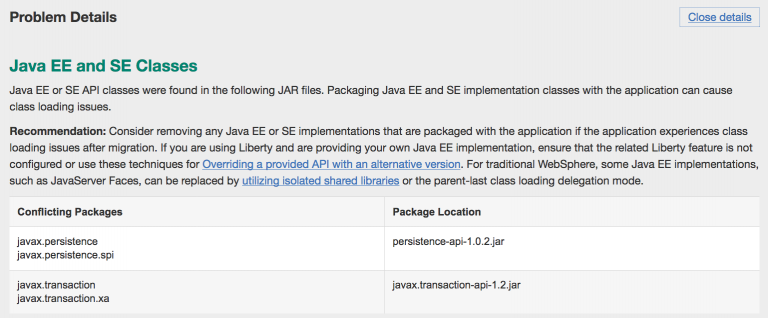 Problem Details
Close details
Java EE and SE Classes
Java EE or SE API classes were found in the following JAR files. Packaging Java EE and SE implementation classes with the application can cause
class loading issues.
Recommendation: Consider removing any Java EE or SE implementations that are packaged with the application if the application experiences class
loading issues after migration. If you are using Liberty and are providing your own Java EE implementation, ensure that the related Liberty feature is not
configured or use these techniques for Overriding a provided API with an alternative version. For traditional WebSphere, some Java EE implementations,
such as JavaServer Faces, can be replaced by utilizing isolated shared libraries or the parent-last class loading delegation mode.
Conflicting Packages
Package Location
javax.persistence
persistence-api-1.0.2.jar
javax.persistence.spi
javax.transaction
javax.transaction-api-1.2.jar
javax.transaction.xa